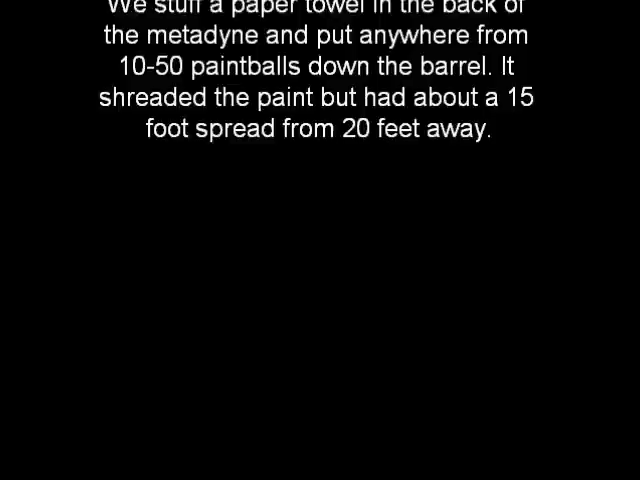 We stuff a paper towel in the back of
the metadyne and put anywhere from
10-50 paintballs down the barrel. It
shreaded the paint but had about a 15
foot spread from 20 feet away.